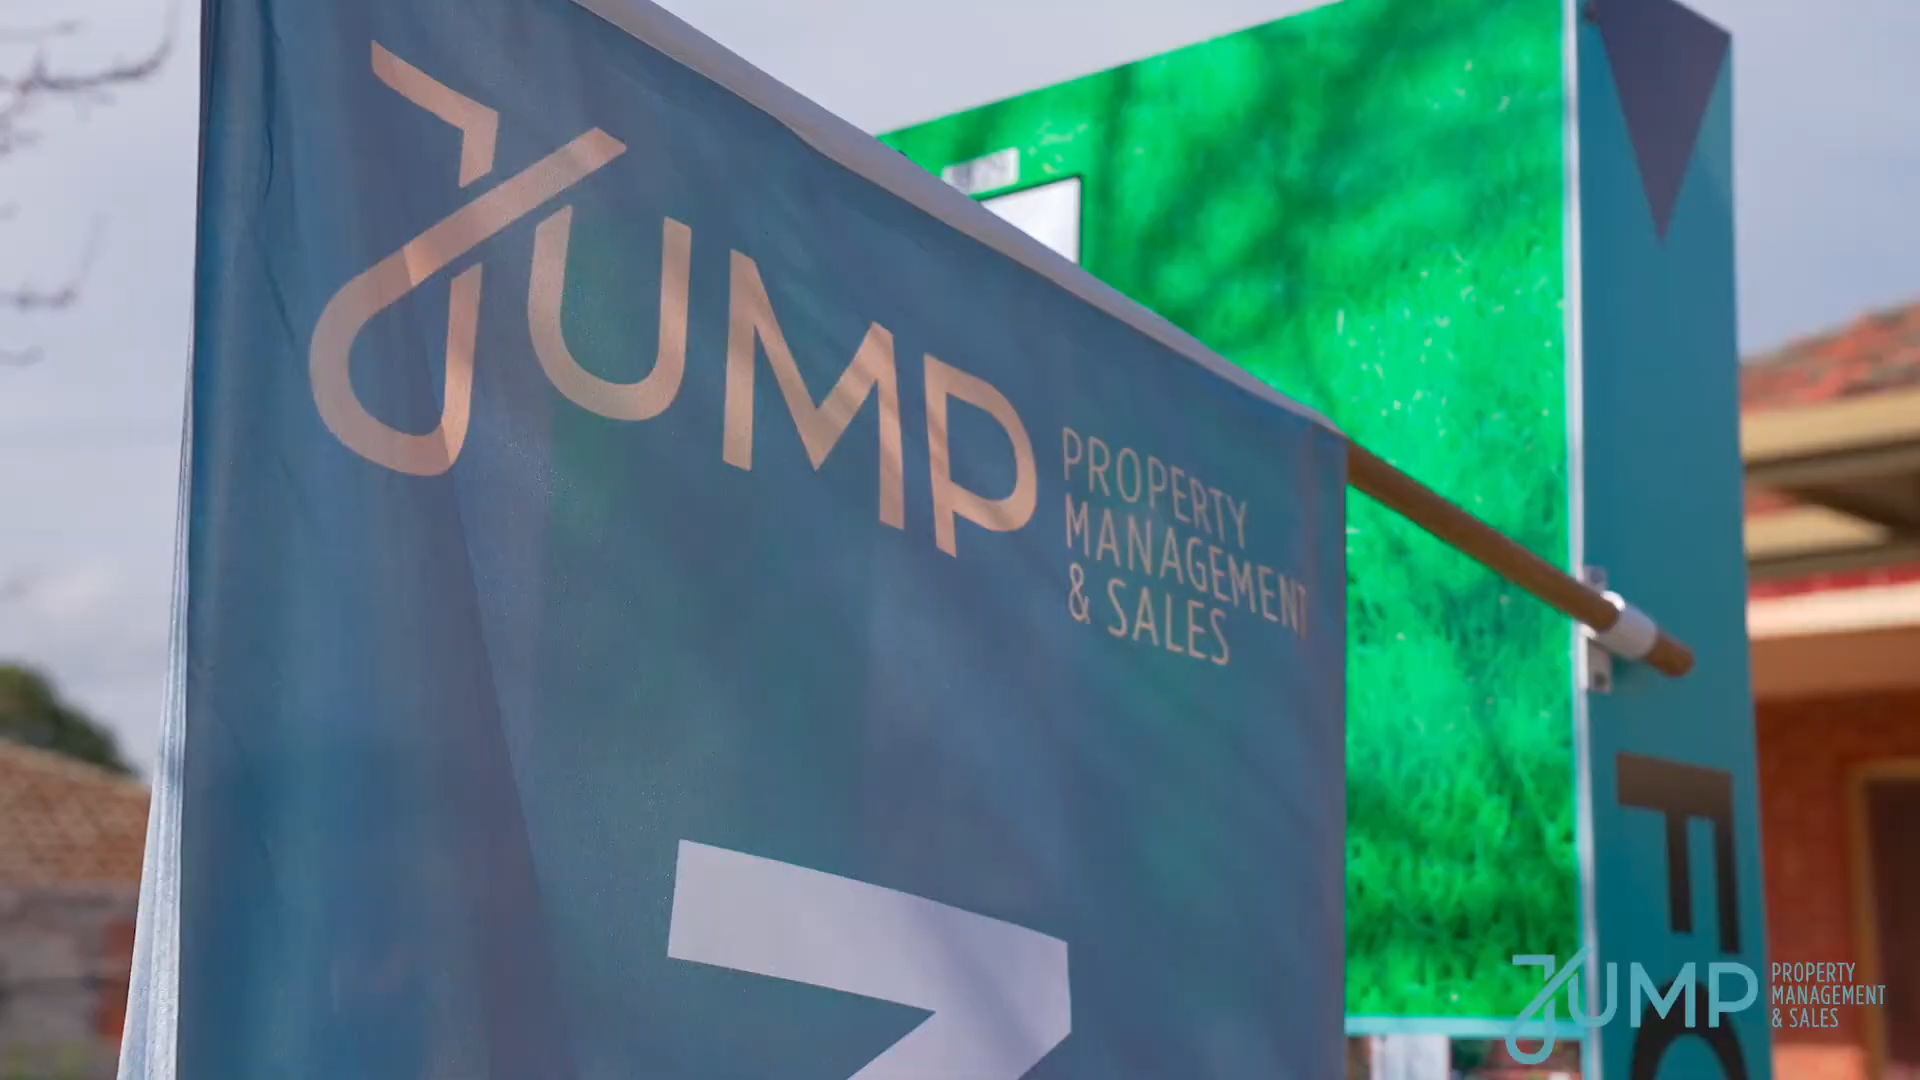 JUMP
PROPERTY
MANAGEMENT
& SALES
JUMP
PROPERTY
MANAGEMENT
& SALES